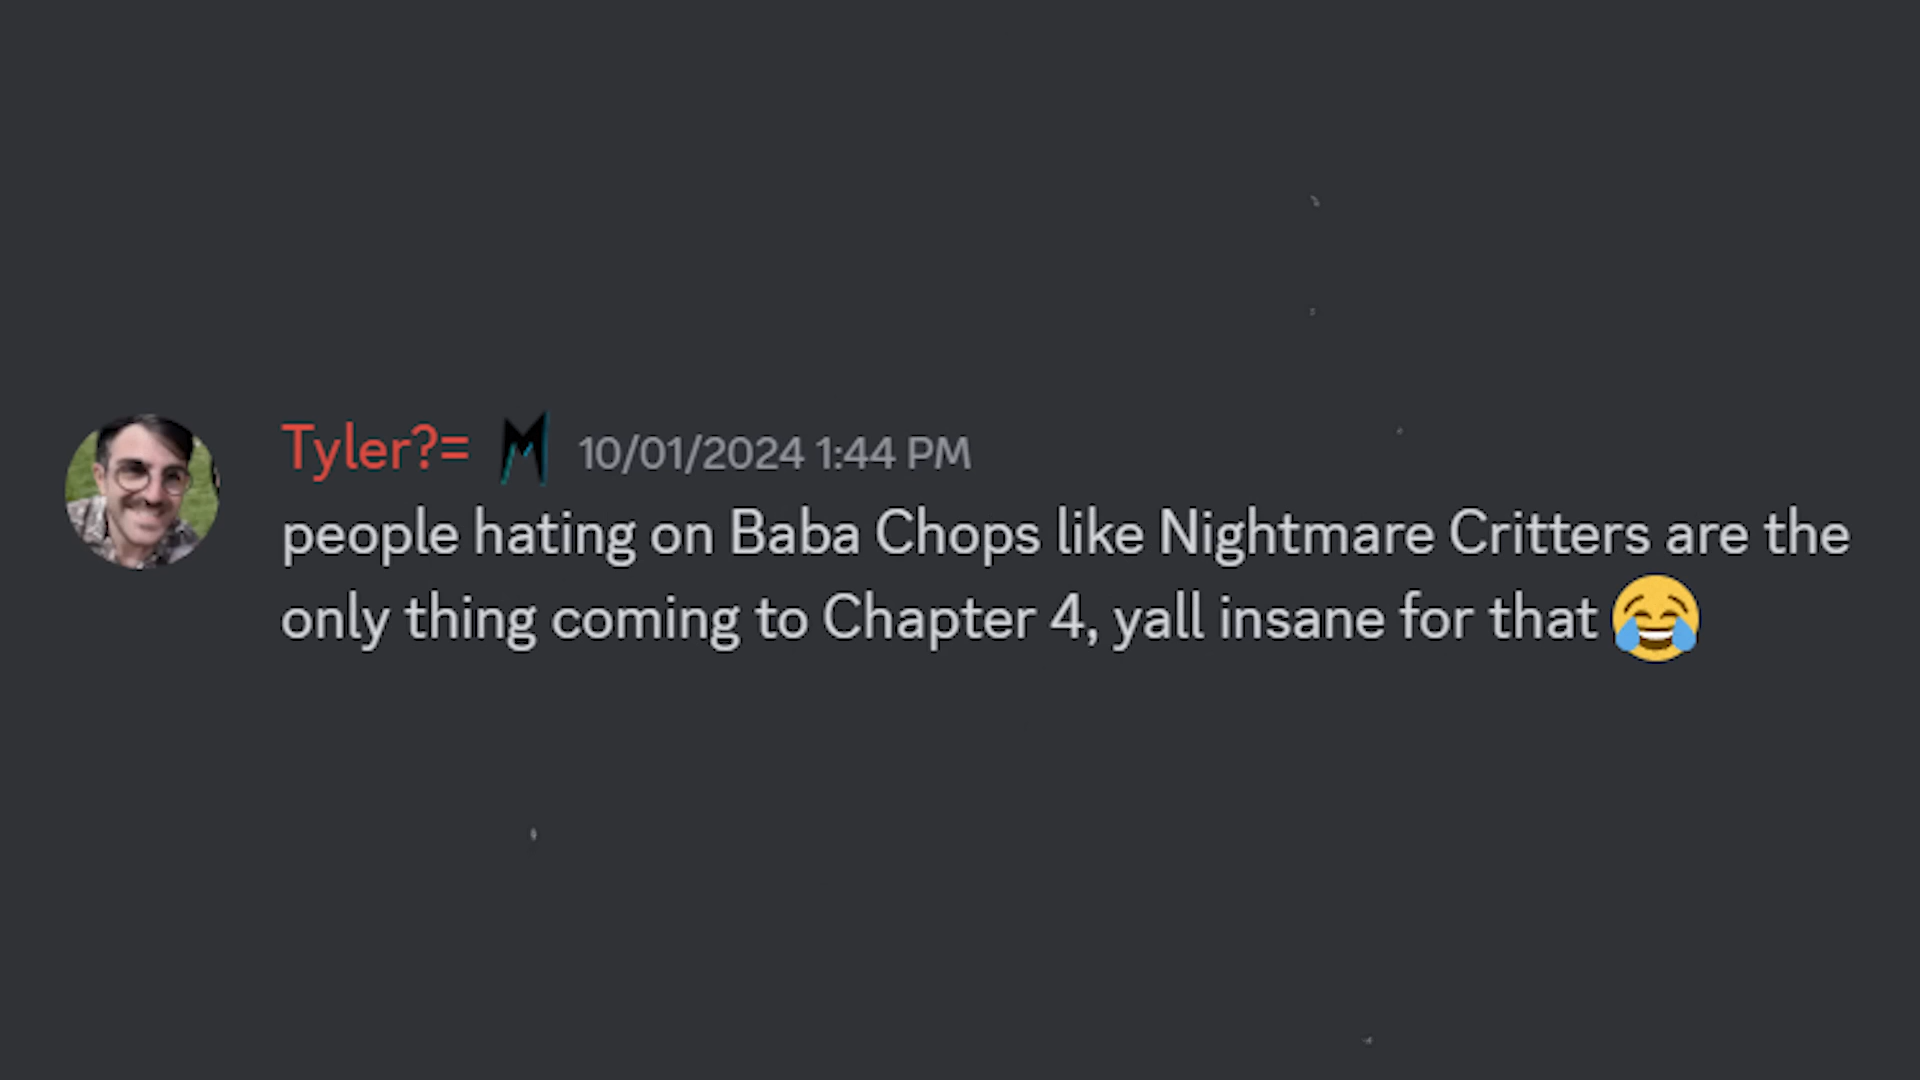 Tyler?= M 10/01/2024 1:44 PM
people hating on Baba Chops like Nightmare Critters are the
only thing coming to Chapter 4, yall insane for that 😂